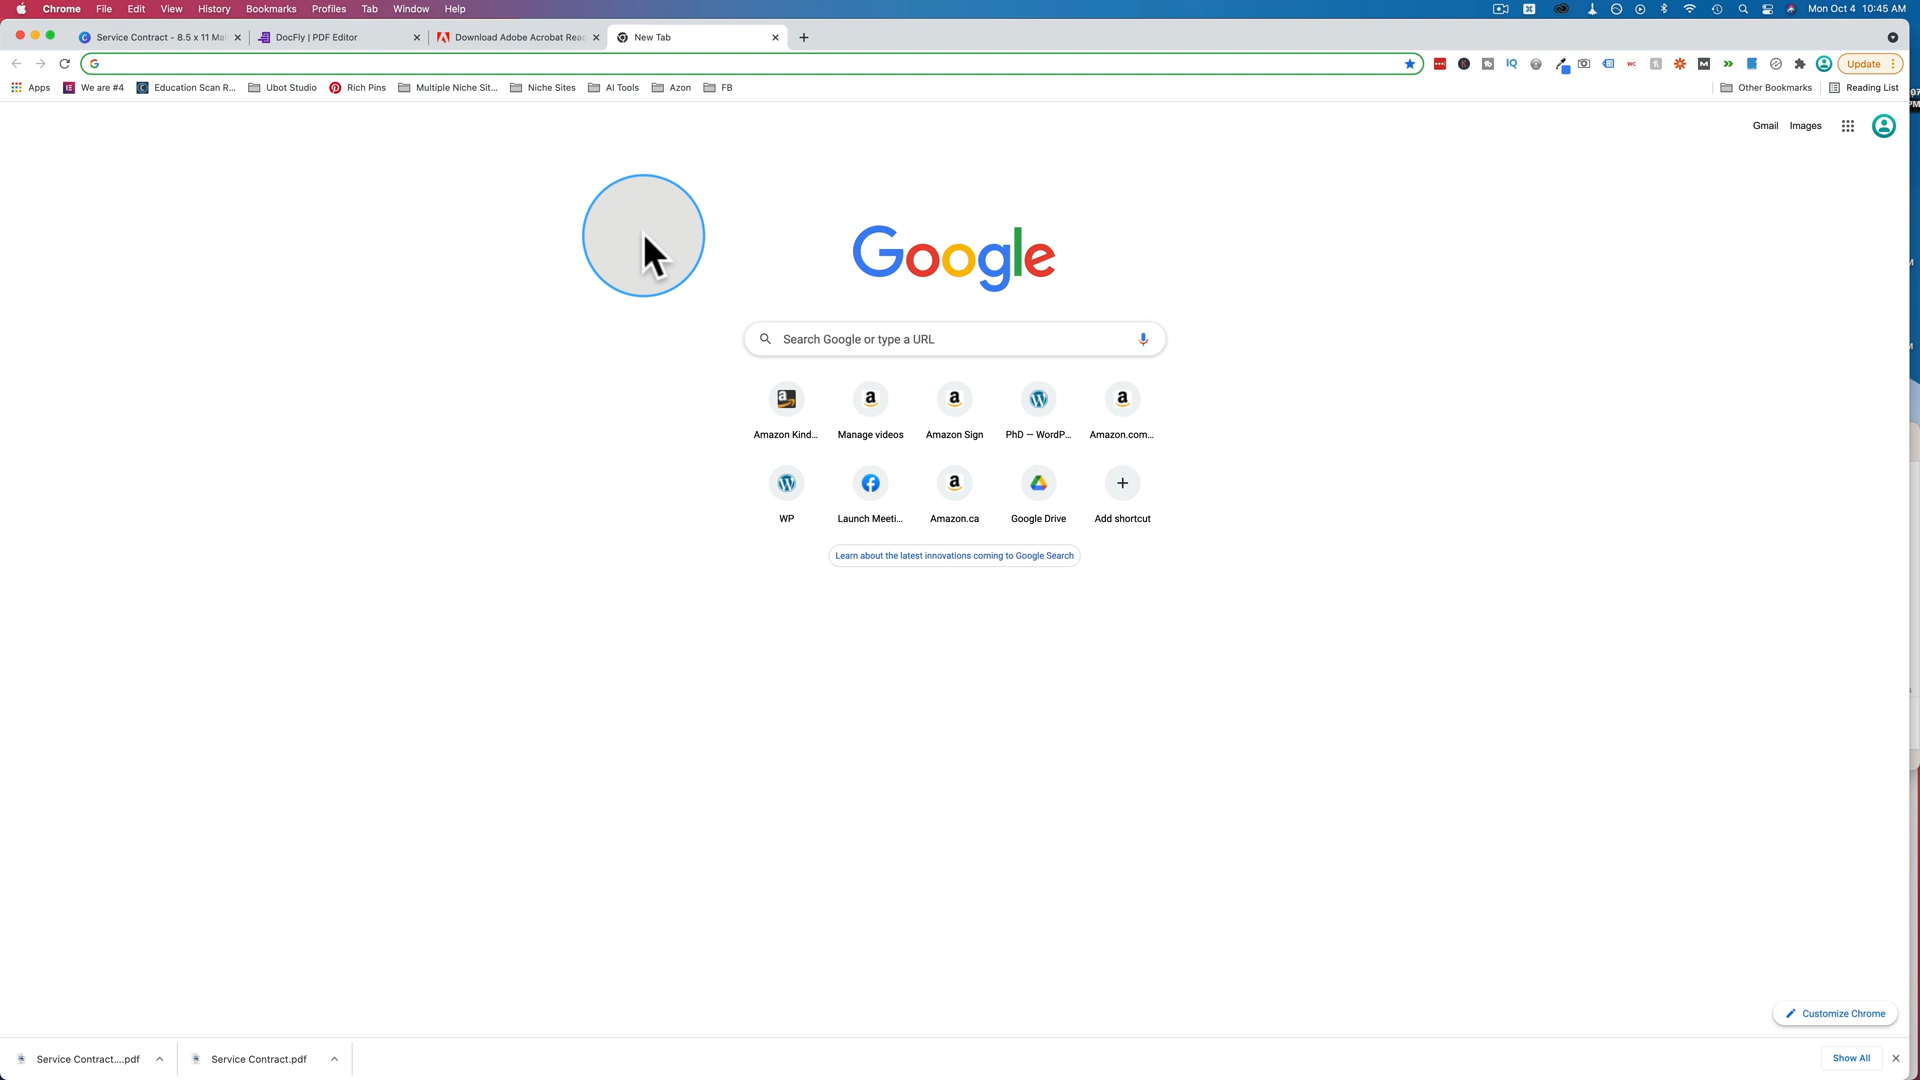 Chrome File Edit View History Bookmarks Profiles Tab Window Help Mon Oct 4 10:45 AM
Service Contract - 8.5 x 11 DocFly | PDF Editor Download Adobe Acrobat New Tab
Update
Apps We are #4 Education Scan R... Ubot Studio Rich Pins Multiple Niche Sit... Niche Sites AI Tools Azon FB Other Bookmarks Reading List
Gmail Images
Google
Search Google or type a URL
Amazon Kind... Manage videos Amazon Sign PhD — WordP... Amazon.com...
WP Launch Meeti... Amazon.ca Google Drive Add shortcut
Learn about the latest innovations coming to Google Search
Customize Chrome
Service Contract....pdf Service Contract.pdf Show All